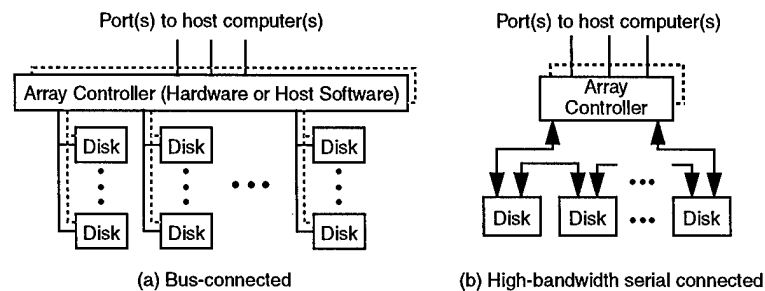 Port(s) to host computer(s)
Array Controller (Hardware or Host Software)
Disk Disk Disk
Disk Disk Disk
(a) Bus-connected
Port(s) to host computer(s)
Array
Controller
Disk Disk Disk
(b) High-bandwidth serial connected